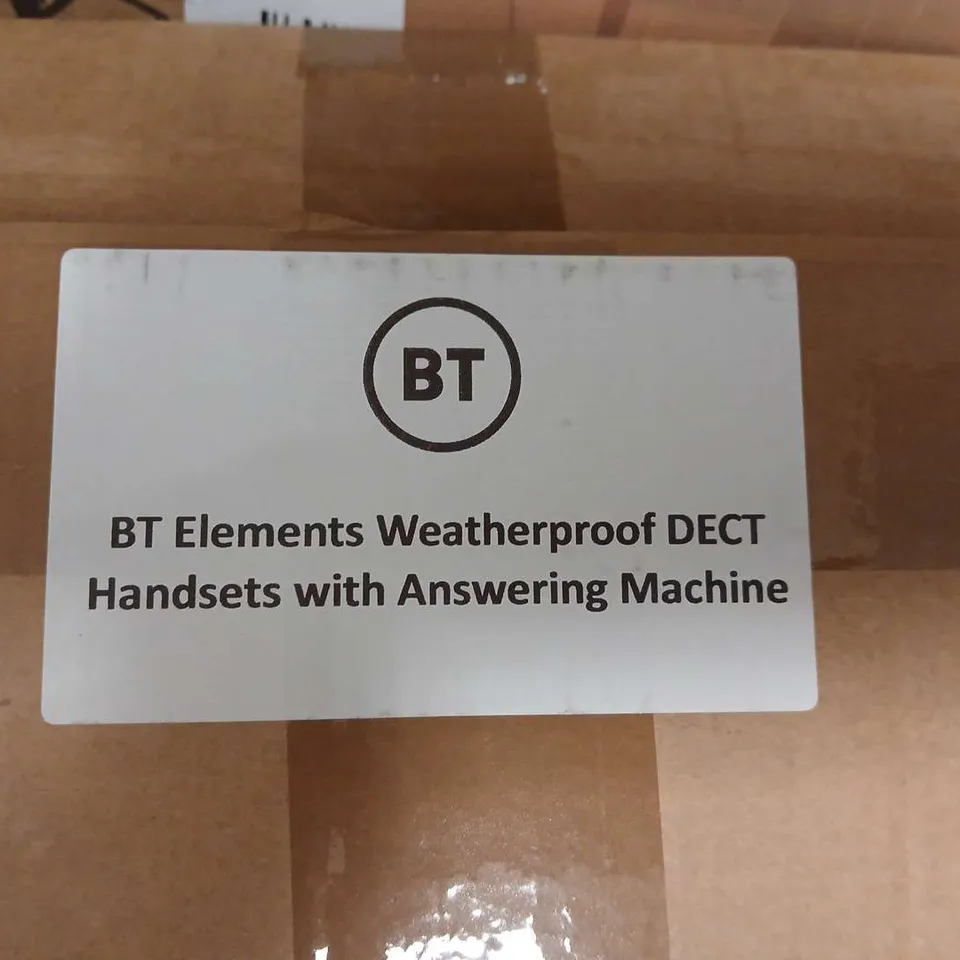 BT
BT Elements Weatherproof DECT
Handsets with Answering Machine